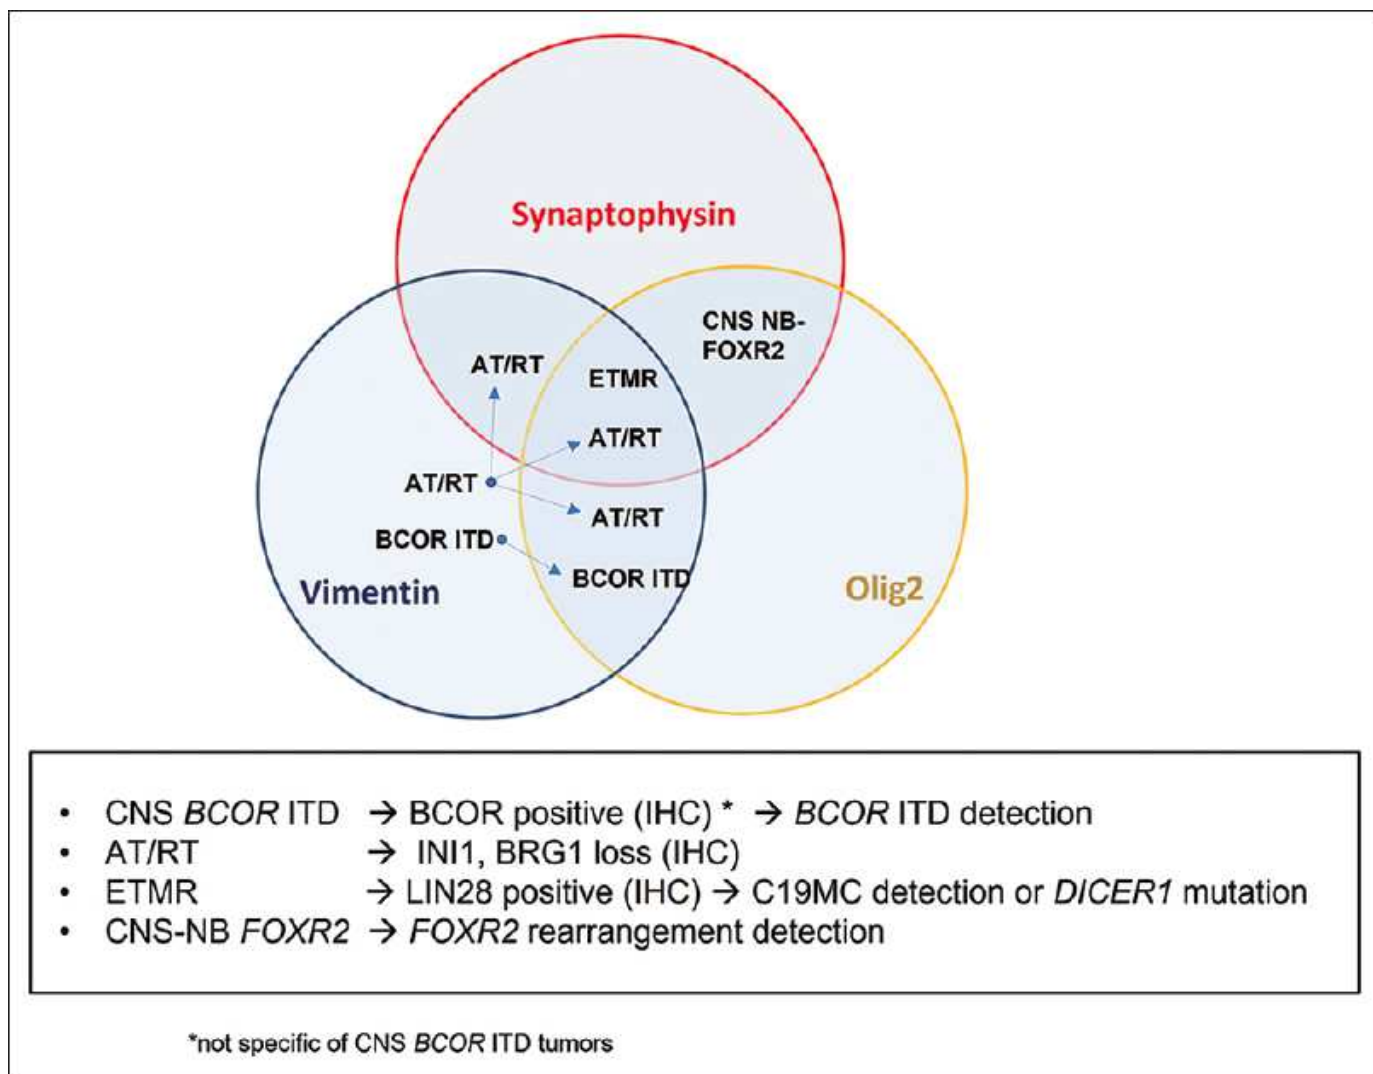 Synaptophysin
CNS NB-
FOXR2
AT/RT
ETMR
AT/RT
AT/RT
AT/RT
BCOR ITD
BCOR ITD
Vimentin
Olig2
• CNS BCOR ITD → BCOR positive (IHC) * → BCOR ITD detection
• AT/RT → INI1, BRG1 loss (IHC)
• ETMR → LIN28 positive (IHC) → C19MC detection or DICER1 mutation
• CNS-NB FOXR2 → FOXR2 rearrangement detection
*not specific of CNS BCOR ITD tumors